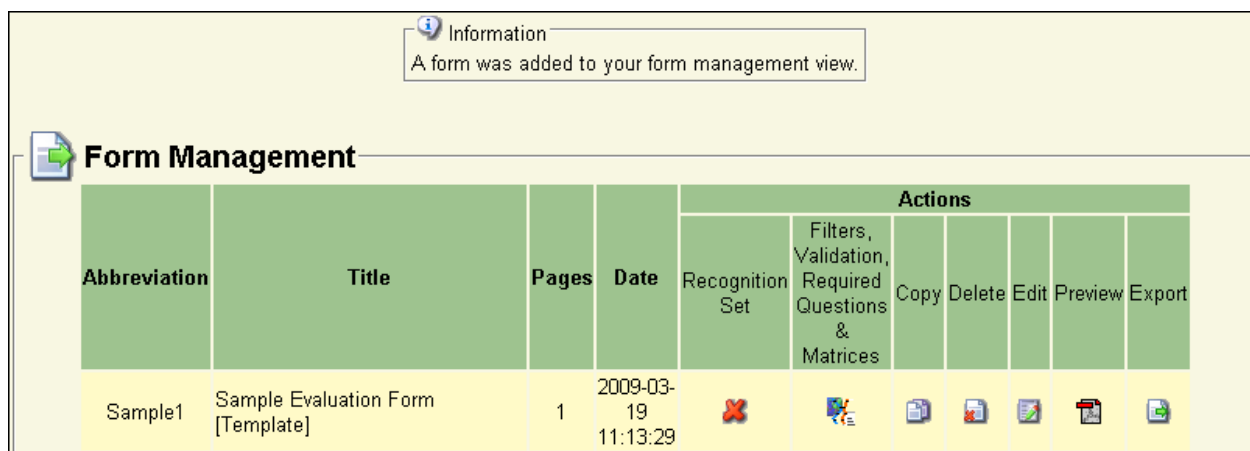 Information
A form was added to your form management view.
Form Management
Abbreviation
Title
Pages
Date
Actions
Recognition
Set
Filters,
Validation,
Required
Questions
&
Matrices
Copy
Delete
Edit
Preview
Export
Sample1
Sample Evaluation Form
[Template]
1
2009-03-
19
11:13:29